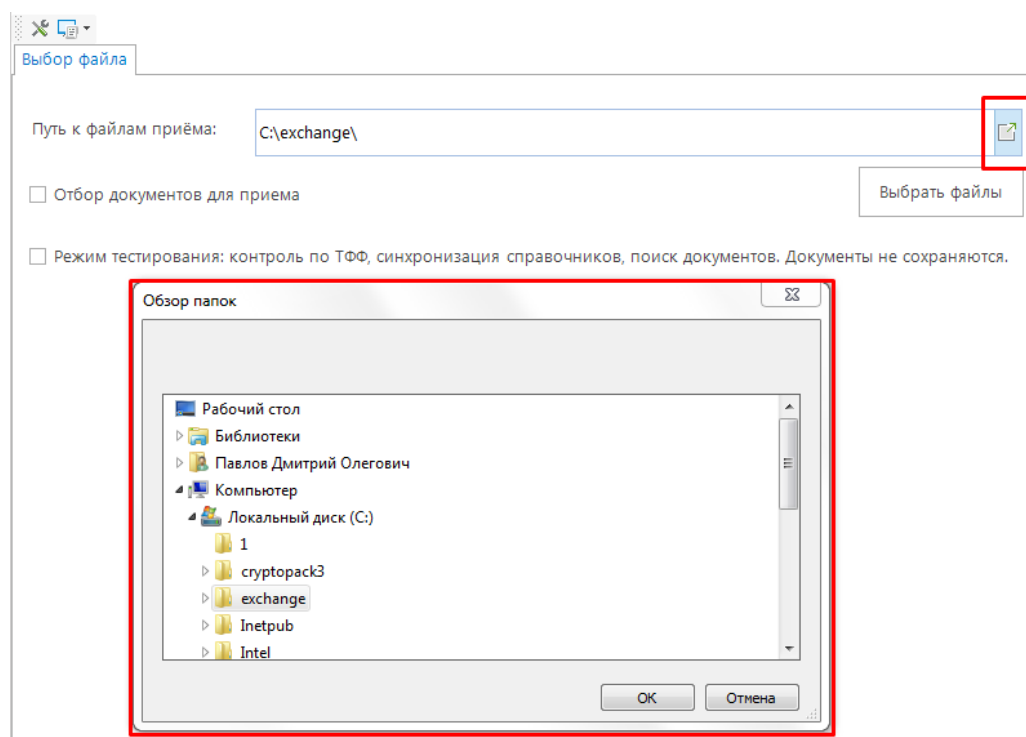 Выбор файла
Путь к файлам приёма: C:\exchange\
Отбор документов для приема Выбрать файлы
Режим тестирования: контроль по ТФФ, синхронизация справочников, поиск документов. Документы не сохраняются.
Обзор папок
Рабочий стол
Библиотеки
Павлов Дмитрий Олегович
Компьютер
Локальный диск (C:)
1
cryptopack3
exchange
Inetpub
Intel
ОК Отмена